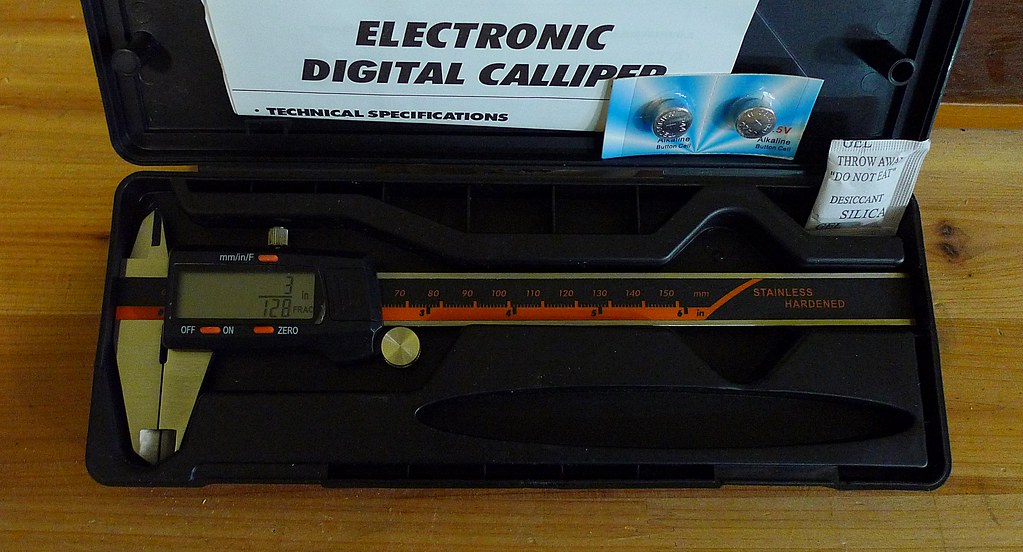 ELECTRONIC
DIGITAL CALLIPER
• TECHNICAL SPECIFICATIONS
5V
Alkaline
Button Cell
Alkaline
Button Cell
GEL
THROW AWAY
"DO NOT EAT"
DESICCANT
SILICA
GEL
mm/in/F
3
128
in
FRAC
OFF ON ZERO
70 80 90 100 110 120 130 140 150 mm
3 4 5 6 in
STAINLESS
HARDENED